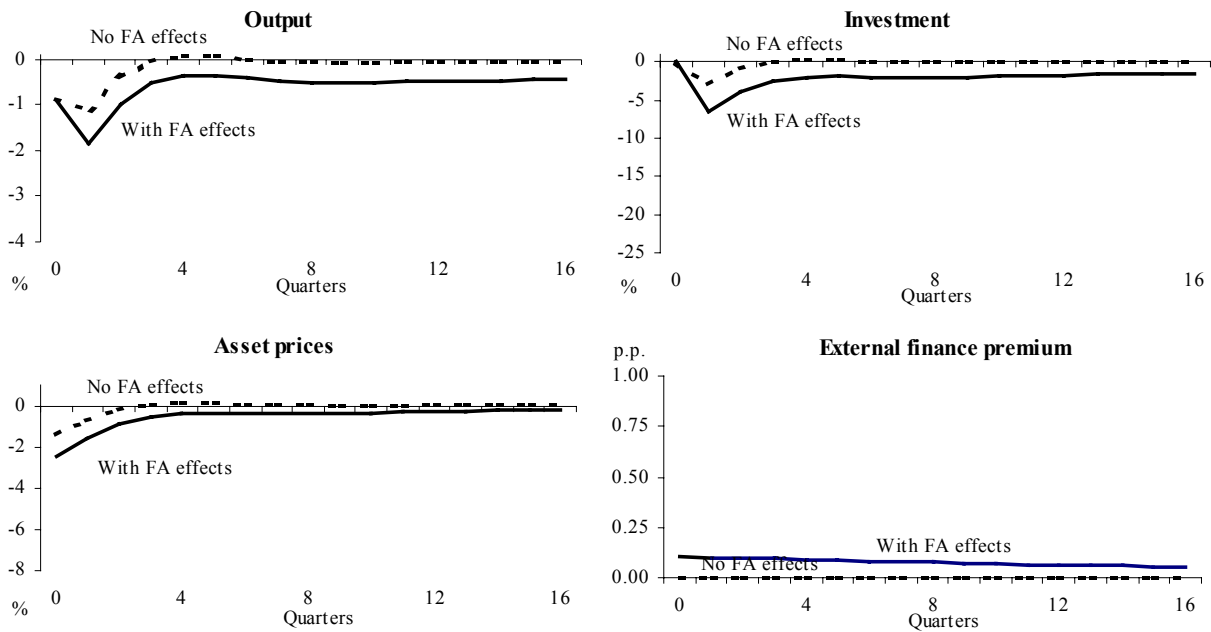 Output
No FA effects
0
-1
-2
-3
-4
With FA effects
0 4 8 12 16
%
Quarters
Investment
No FA effects
0
-5
-10
-15
-20
-25
With FA effects
0 4 8 12 16
%
Quarters
Asset prices
No FA effects
0
-2
-4
-6
-8
With FA effects
0 4 8 12 16
%
Quarters
External finance premium
p.p.
1.00
0.75
0.50
0.25
0.00
With FA effects
No FA effects
0 4 8 12 16
Quarters